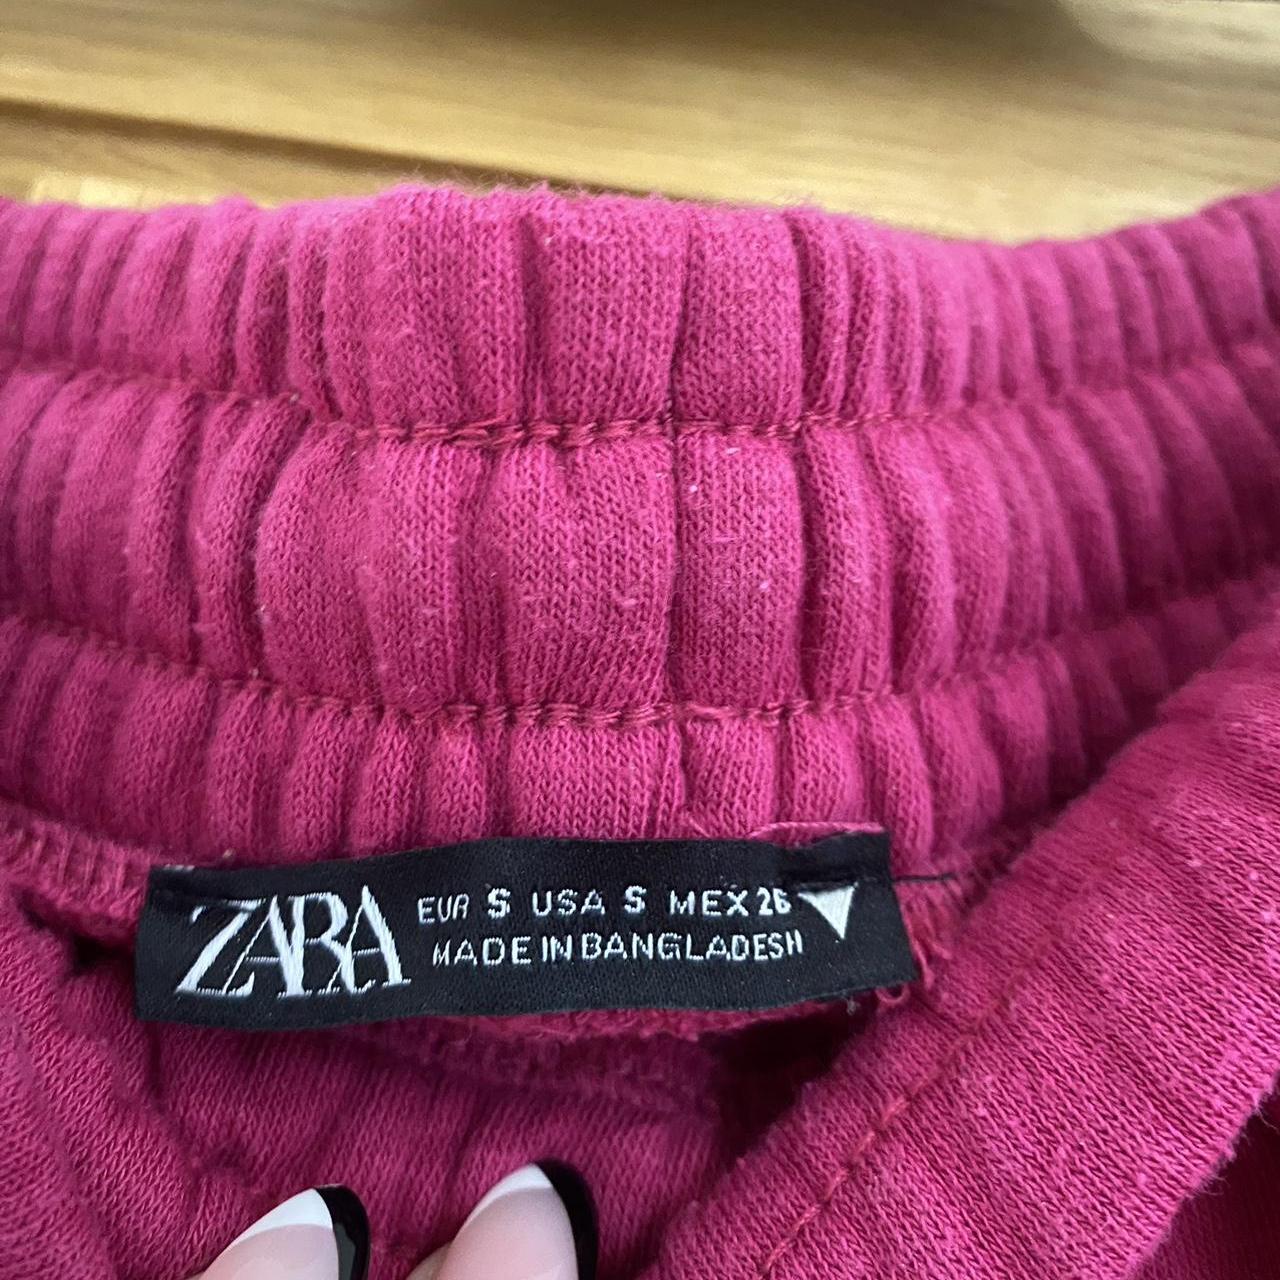 ZARA
EUR S USA S MEX 26
MADE IN BANGLADESH